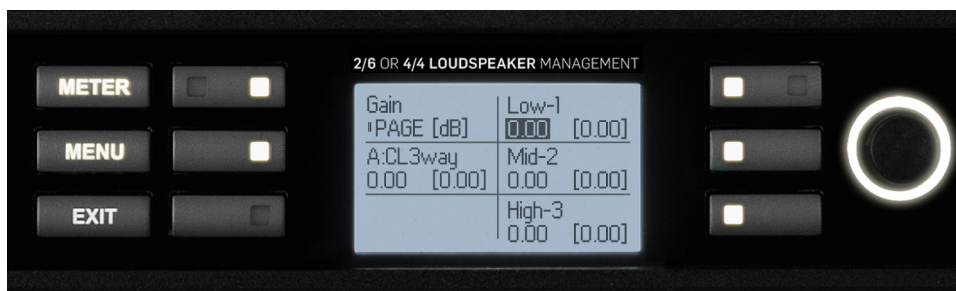 2/6 OR 4/4 LOUDSPEAKER MANAGEMENT
METER
MENU
EXIT
Gain
PAGE [dB]
A:CL3way
0.00 [0.00]
Low-1
0.00 [0.00]
Mid-2
0.00 [0.00]
High-3
0.00 [0.00]